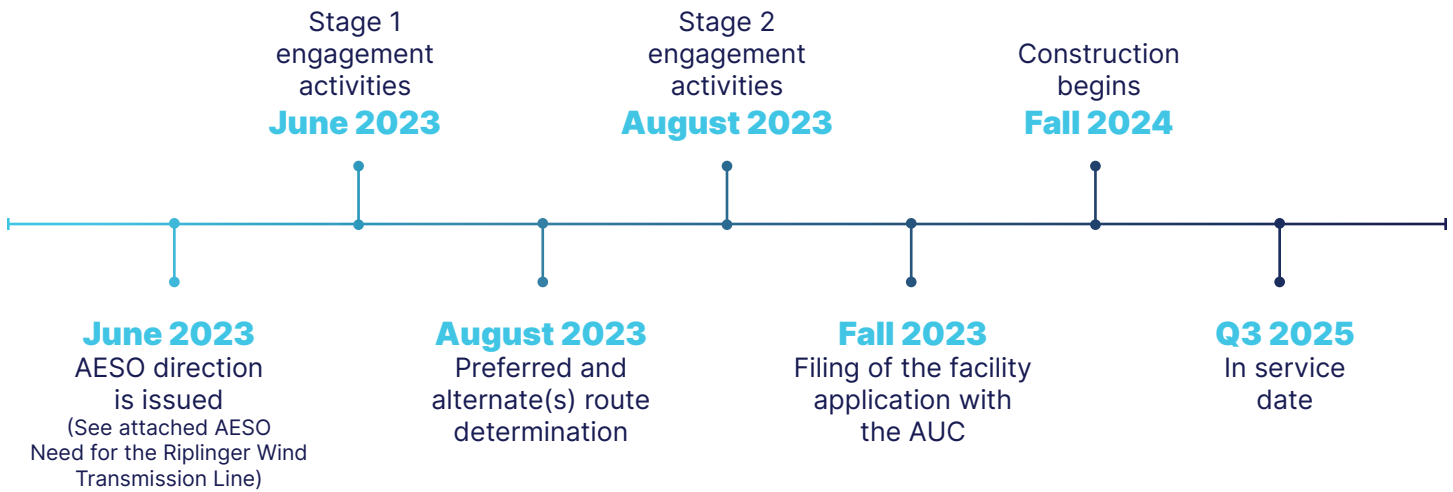 Stage 1
engagement
activities
June 2023
Stage 2
engagement
activities
August 2023
Construction
begins
Fall 2024
June 2023
AESO direction
is issued
(See attached AESO
Need for the Riplinger Wind
Transmission Line)
August 2023
Preferred and
alternate(s) route
determination
Fall 2023
Filing of the facility
application with
the AUC
Q3 2025
In service
date